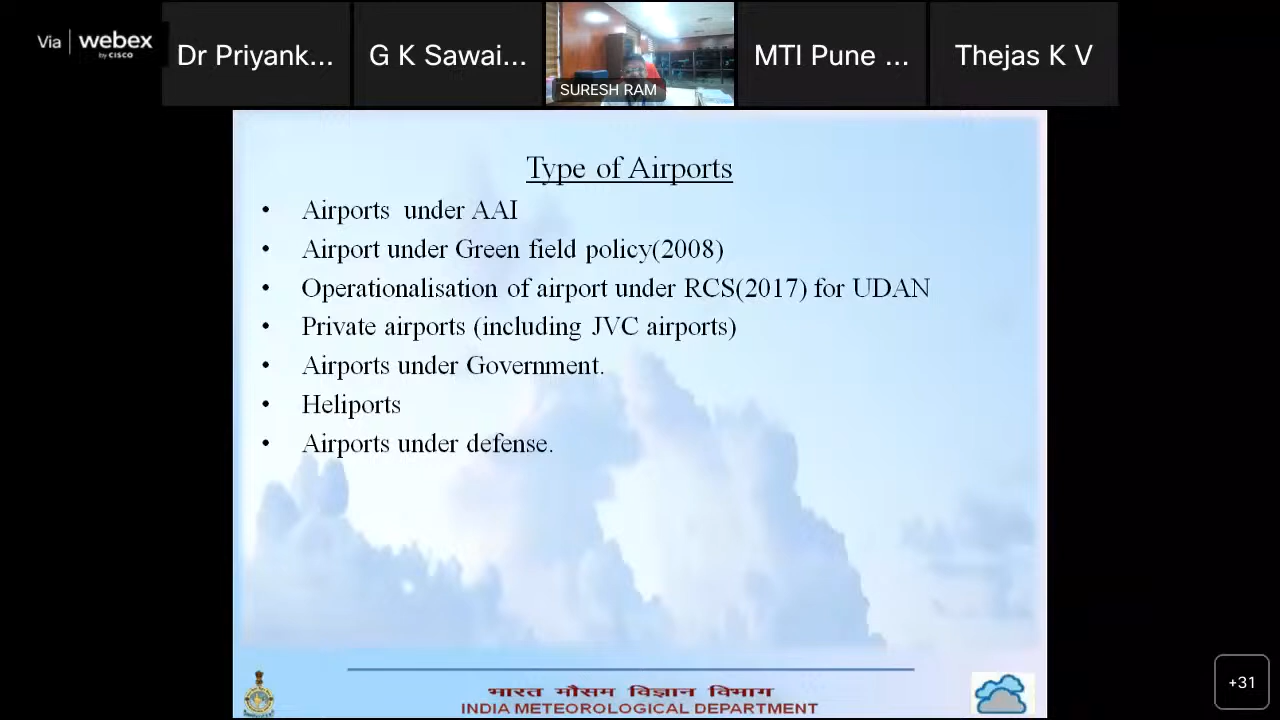 Via webex
by CISCO
Dr Priyank...
G K Sawai...
SURESH RAM
MTI Pune ...
Thejas K V
Type of Airports
• Airports under AAI
• Airport under Green field policy(2008)
• Operationalisation of airport under RCS(2017) for UDAN
• Private airports (including JVC airports)
• Airports under Government.
• Heliports
• Airports under defense.
भारत मौसम विज्ञान विभाग
INDIA METEOROLOGICAL DEPARTMENT
+31